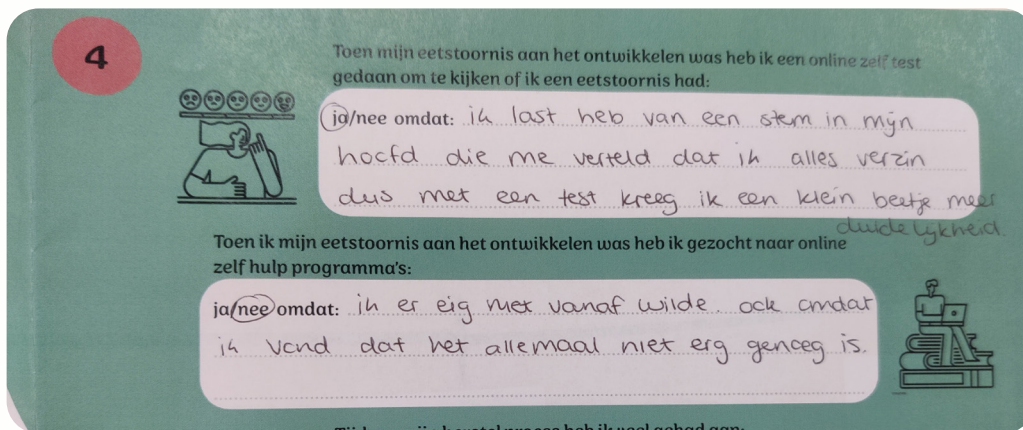 4
Toen mijn eetstoornis aan het ontwikkelen was heb ik een online zelf test
gedaan om te kijken of ik een eetstoornis had:
ja/nee omdat: ik last heb van een stem in mijn
hoofd die me verteld dat ik alles verzin
dus met een test kreeg ik een klein beetje meer
duidelijkheid.
Toen ik mijn eetstoornis aan het ontwikkelen was heb ik gezocht naar online
zelf hulp programma's:
ja/nee omdat: ik er eig niet vanaf wilde. ook omdat
ik vond dat het allemaal niet erg genoeg is.